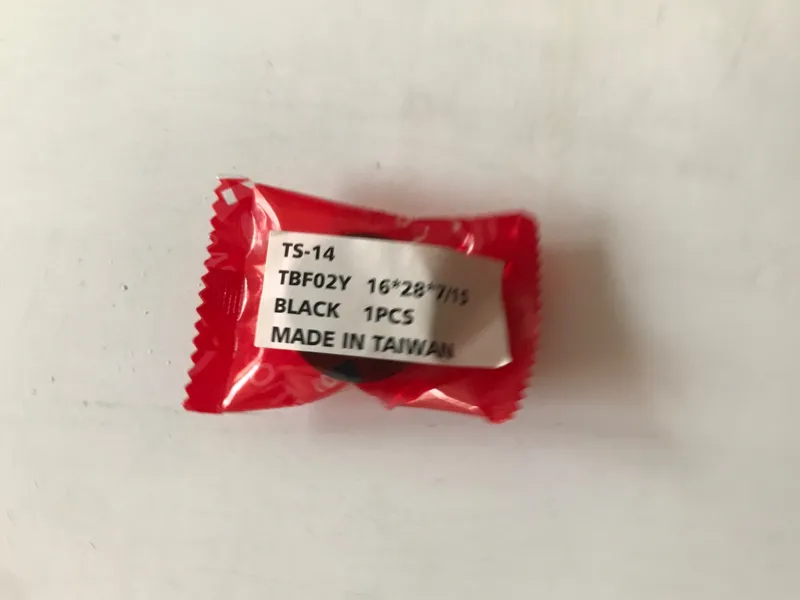 TS-14
TBF02Y 16*28*7/15
BLACK 1PCS
MADE IN TAIWAN